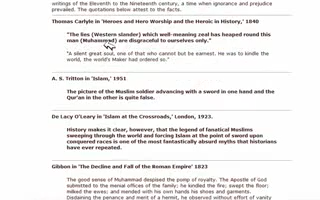 writings of the Eleventh to the Nineteenth century, a time when ignorance and prejudice
prevailed. The quotations below attest to the facts.
Thomas Carlyle in 'Heroes and Hero Worship and the Heroic in History,' 1840
"The lies (Western slander) which well-meaning zeal has heaped round this
man (Muhammad) are disgraceful to ourselves only."
"A silent great soul, one of that who cannot but be earnest. He was to kindle the
world, the world's Maker had ordered so."
A. S. Tritton in 'Islam,' 1951
The picture of the Muslim soldier advancing with a sword in one hand and the
Qur'an in the other is quite false.
De Lacy O'Leary in 'Islam at the Crossroads,' London, 1923.
History makes it clear, however, that the legend of fanatical Muslims
sweeping through the world and forcing Islam at the point of sword upon
conquered races is one of the most fantastically absurd myths that historians
have ever repeated.
Gibbon in 'The Decline and Fall of the Roman Empire' 1823
The good sense of Muhammad despised the pomp of royalty. The Apostle of God
submitted to the menial offices of the family; he kindled the fire; swept the floor;
milked the ewes; and mended with his own hands his shoes and garments.
Disdaining the penance and merit of a hermit, he observed without effort of vanity